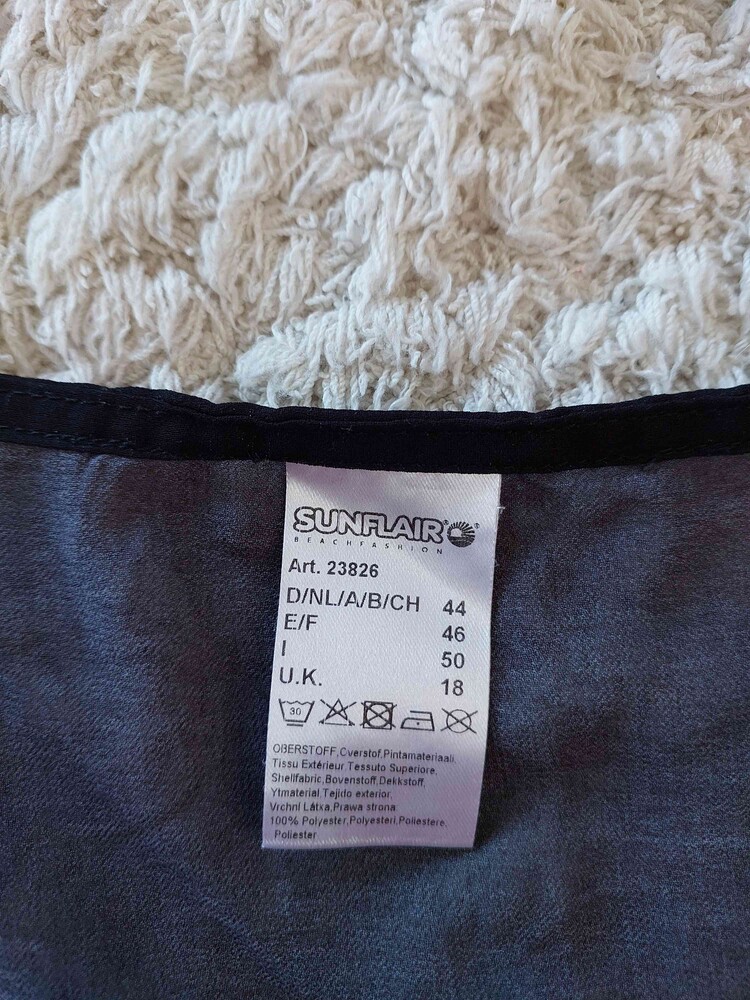 SUNFLAIR®
BEACHFASHION
Art. 23826
D/NL/A/B/CH 44
E/F 46
I 50
U.K. 18
30
OBERSTOFF,Overstof,Pintamateriaali,
Tissu Extérieur,Tessuto Superiore,
Shellfabric,Bovenstoff,Dekkstoff,
Ytmaterial,Tejido exterior,
Vrchní Látka,Prawa strona
100% Polyester,Polyesteri,Poliestere,
Poliester